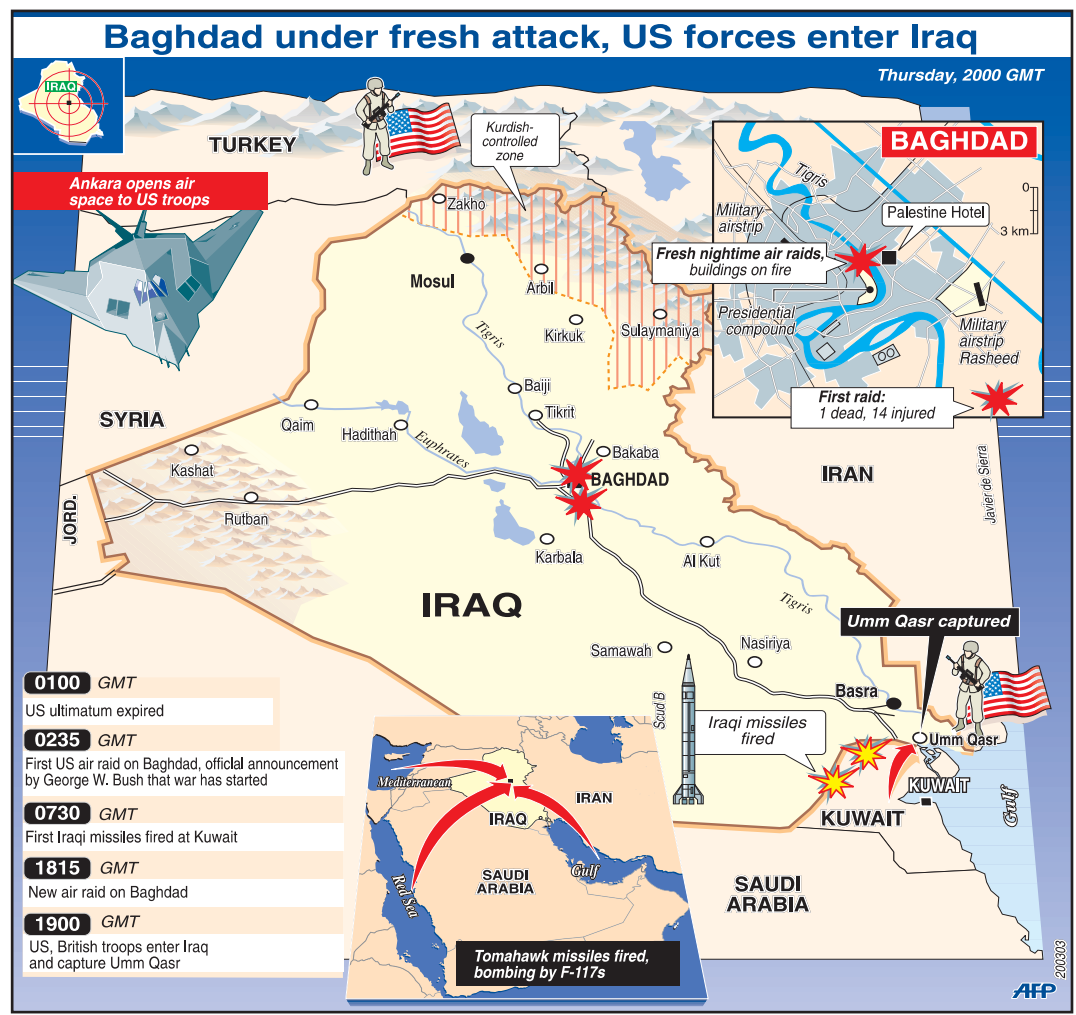 Baghdad under fresh attack, US forces enter Iraq
Thursday, 2000 GMT
IRAQ
TURKEY
Kurdish-
controlled
zone
Ankara opens air
space to US troops
BAGHDAD
Tigris
0
3 km
Military
airstrip
Palestine Hotel
Fresh nightime air raids,
buildings on fire
Presidential
compound
Military
airstrip
Rasheed
First raid:
1 dead, 14 injured
Zakho
Mosul
Arbil
Kirkuk
Sulaymaniya
Tigris
Baiji
Tikrit
SYRIA
Qaim
Hadithah
Euphrates
Bakaba
BAGHDAD
IRAN
Javier de Sierra
Kashat
Rutban
JORD.
Karbala
Al Kut
Tigris
IRAQ
Umm Qasr captured
Samawah
Nasiriya
Basra
Scud B
Iraqi missiles
fired
Umm Qasr
KUWAIT
KUWAIT
Gulf
SAUDI
ARABIA
0100 GMT
US ultimatum expired
0235 GMT
First US air raid on Baghdad, official announcement
by George W. Bush that war has started
0730 GMT
First Iraqi missiles fired at Kuwait
1815 GMT
New air raid on Baghdad
1900 GMT
US, British troops enter Iraq
and capture Umm Qasr
Mediterranean
IRAN
IRAQ
SAUDI
ARABIA
Gulf
Red Sea
Tomahawk missiles fired,
bombing by F-117s
200303
AFP